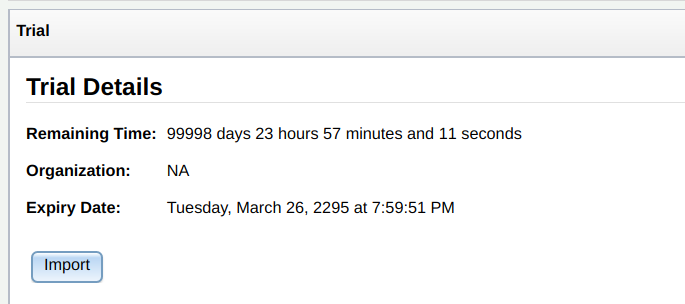 Trial
Trial Details
Remaining Time: 99998 days 23 hours 57 minutes and 11 seconds
Organization: NA
Expiry Date: Tuesday, March 26, 2295 at 7:59:51 PM
Import